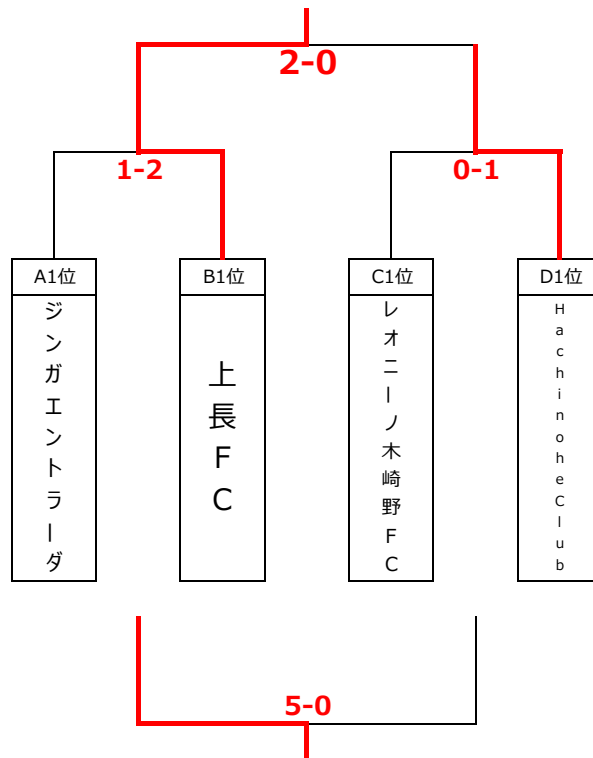 2-0
1-2
0-1
A1位
B1位
C1位
D1位
ジンガエントラーダ
上長FC
レオニーノ木崎野FC
HachinoheClub
5-0